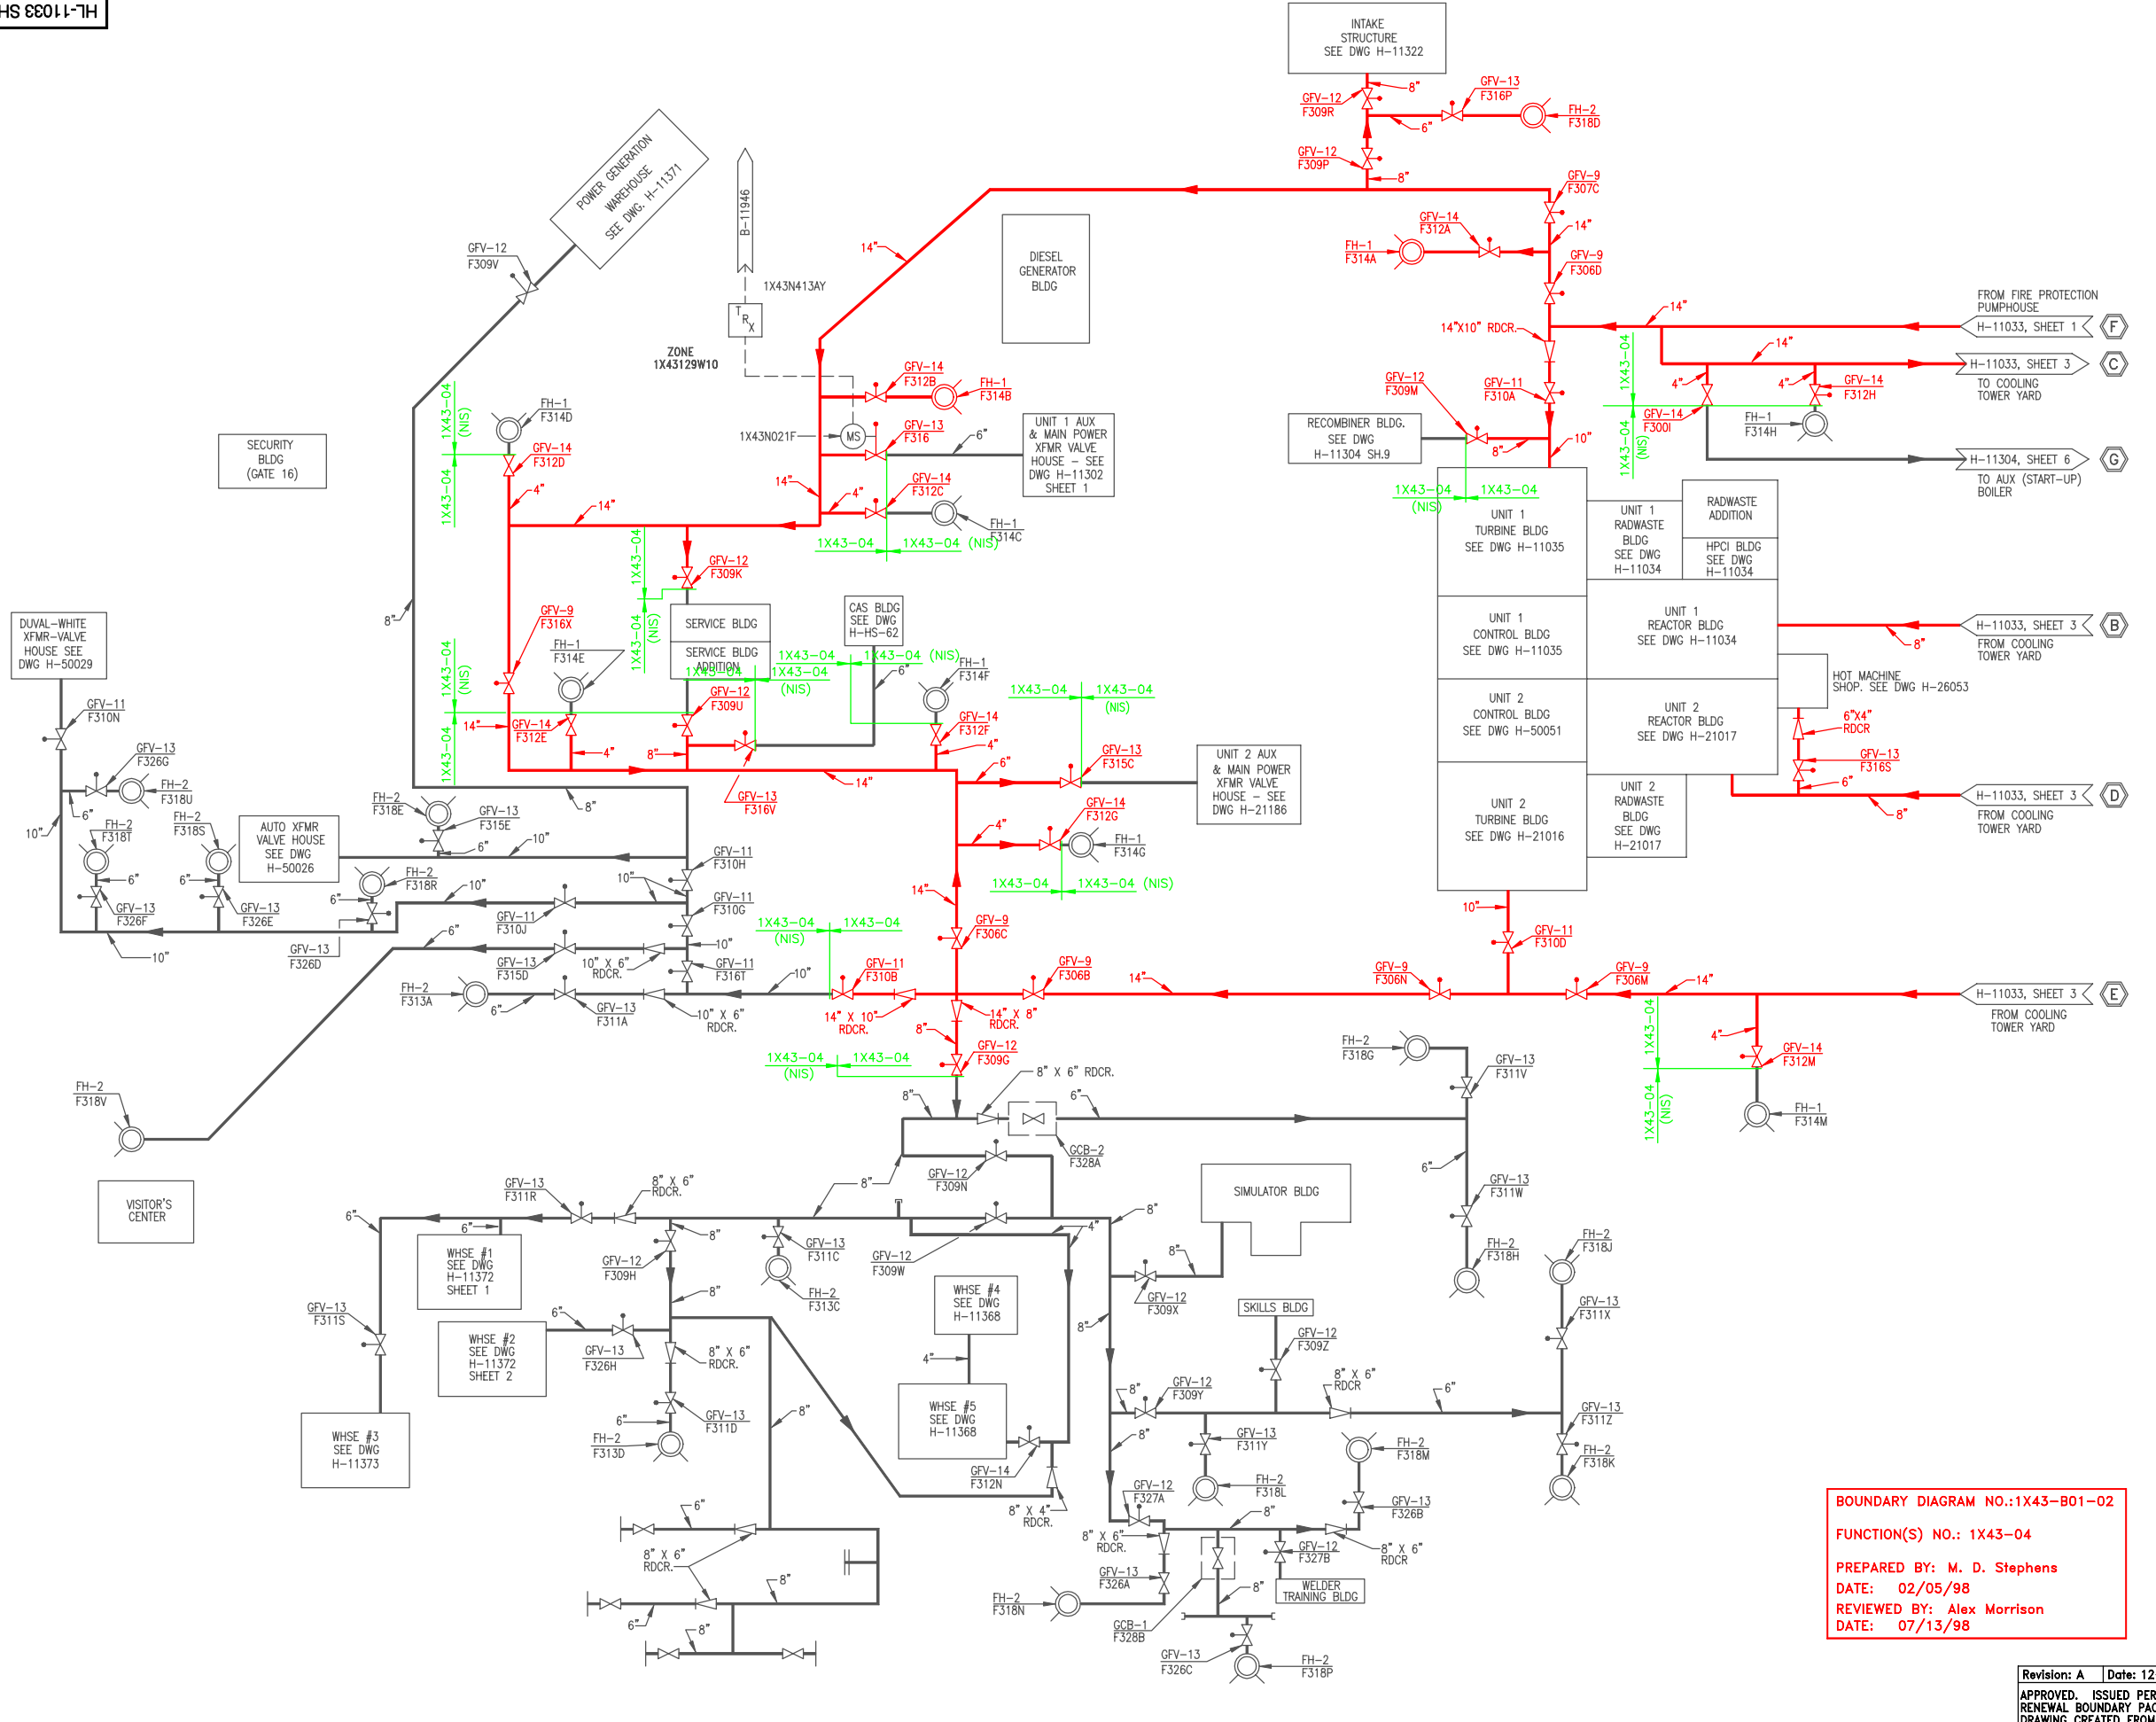 HL-11033 SH
INTAKE
STRUCTURE
SEE DWG H-11322
GFV-12
F309R
8"
GFV-13
F316P
FH-2
F318D
6"
GFV-12
F309P
8"
GFV-9
F307C
14"
GFV-14
F312A
FH-1
F314A
GFV-9
F306D
14"
14"X10" RDCR.
FROM FIRE PROTECTION
PUMPHOUSE
H-11033, SHEET 1
F
14"
H-11033, SHEET 3
C
TO COOLING
TOWER YARD
14"
4"
4"
GFV-14
F312H
GFV-14
F300I
FH-1
F314H
1X43-04
1X43-04
(NIS)
H-11304, SHEET 6
G
TO AUX (START-UP)
BOILER
POWER GENERATION
WAREHOUSE
SEE DWG. H-11371
GFV-12
F309V
B-11946
TRX
1X43N413AY
ZONE
1X43129W10
14"
DIESEL
GENERATOR
BLDG
GFV-14
F312B
FH-1
F314B
1X43N021F
MS
GFV-13
F316
6"
UNIT 1 AUX
& MAIN POWER
XFMR VALVE
HOUSE - SEE
DWG H-11302
SHEET 1
14"
4"
GFV-14
F312C
FH-1
F314C
1X43-04
1X43-04 (NIS)
GFV-12
F309M
GFV-11
F310A
RECOMBINER BLDG.
SEE DWG
H-11304 SH.9
8"
10"
1X43-04
(NIS)
1X43-04
SECURITY
BLDG
(GATE 16)
1X43-04
(NIS)
1X43-04
FH-1
F314D
GFV-14
F312D
4"
14"
1X43-04
1X43-04
(NIS)
GFV-12
F309K
SERVICE BLDG
SERVICE BLDG
ADDITION
1X43-04
1X43-04
(NIS)
CAS BLDG
SEE DWG
H-HS-62
1X43-04
1X43-04 (NIS)
6"
UNIT 1
TURBINE BLDG
SEE DWG H-11035
UNIT 1
RADWASTE
BLDG
SEE DWG
H-11034
RADWASTE
ADDITION
HPCI BLDG
SEE DWG
H-11034
UNIT 1
CONTROL BLDG
SEE DWG H-11035
UNIT 1
REACTOR BLDG
SEE DWG H-11034
UNIT 2
CONTROL BLDG
SEE DWG H-50051
UNIT 2
REACTOR BLDG
SEE DWG H-21017
UNIT 2
TURBINE BLDG
SEE DWG H-21016
UNIT 2
RADWASTE
BLDG
SEE DWG
H-21017
H-11033, SHEET 3
B
FROM COOLING
TOWER YARD
8"
HOT MACHINE
SHOP. SEE DWG H-26053
6"X4"
RDCR
GFV-13
F316S
6"
8"
H-11033, SHEET 3
D
FROM COOLING
TOWER YARD
DUVAL-WHITE
XFMR-VALVE
HOUSE SEE
DWG H-50029
8"
GFV-9
F316X
FH-1
F314E
1X43-04
(NIS)
1X43-04
14"
GFV-14
F312E
4"
8"
GFV-12
F309U
GFV-13
F316V
14"
FH-1
F314F
GFV-14
F312F
4"
1X43-04
1X43-04
(NIS)
6"
GFV-13
F315C
UNIT 2 AUX
& MAIN POWER
XFMR VALVE
HOUSE - SEE
DWG H-21186
4"
GFV-14
F312G
FH-1
F314G
1X43-04
1X43-04 (NIS)
GFV-11
F310N
GFV-13
F326G
FH-2
F318U
6"
10"
FH-2
F318T
6"
GFV-13
F326F
10"
FH-2
F318S
6"
GFV-13
F326E
AUTO XFMR
VALVE HOUSE
SEE DWG
H-50026
FH-2
F318E
GFV-13
F315E
8"
6"
10"
FH-2
F318R
6"
GFV-13
F326D
10"
GFV-11
F310J
10"
GFV-11
F310H
GFV-11
F310G
10"
GFV-11
F316T
6"
GFV-13
F315D
10" X 6"
RDCR.
FH-2
F313A
6"
GFV-13
F311A
10" X 6"
RDCR.
10"
1X43-04
(NIS)
1X43-04
GFV-11
F310B
14" X 10"
RDCR.
14"
GFV-9
F306C
GFV-9
F306B
14" X 8"
RDCR.
8"
GFV-12
F309G
1X43-04
(NIS)
1X43-04
14"
10"
GFV-11
F310D
GFV-9
F306N
GFV-9
F306M
14"
H-11033, SHEET 3
E
FROM COOLING
TOWER YARD
1X43-04
1X43-04
(NIS)
4"
GFV-14
F312M
FH-1
F314M
FH-2
F318V
VISITOR'S
CENTER
8"
8" X 6" RDCR.
6"
GCB-2
F328A
GFV-12
F309N
8"
FH-2
F318G
GFV-13
F311V
6"
GFV-13
F311W
FH-2
F318H
SIMULATOR BLDG
GFV-13
F311R
8" X 6"
RDCR.
6"
6"
WHSE #1
SEE DWG
H-11372
SHEET 1
8"
GFV-12
F309H
8"
GFV-13
F311C
FH-2
F313C
GFV-12
F309W
4"
8"
8"
GFV-12
F309X
8"
GFV-13
F311S
WHSE #2
SEE DWG
H-11372
SHEET 2
6"
GFV-13
F326H
8" X 6"
RDCR.
GFV-13
F311D
6"
FH-2
F313D
8"
WHSE #3
SEE DWG
H-11373
WHSE #4
SEE DWG
H-11368
4"
WHSE #5
SEE DWG
H-11368
GFV-14
F312N
8" X 4"
RDCR.
SKILLS BLDG
GFV-12
F309Z
8"
GFV-12
F309Y
8"
8" X 6"
RDCR
6"
FH-2
F318J
GFV-13
F311X
GFV-13
F311Z
FH-2
F318K
GFV-13
F311Y
FH-2
F318L
GFV-12
F327A
8" X 6"
RDCR.
GFV-13
F326A
FH-2
F318N
8"
FH-2
F318M
GFV-13
F326B
8" X 6"
RDCR
GFV-12
F327B
WELDER
TRAINING BLDG
8"
GCB-1
F328B
GFV-13
F326C
FH-2
F318P
6"
8" X 6"
RDCR.
8"
6"
8"
BOUNDARY DIAGRAM NO.:1X43-B01-02
FUNCTION(S) NO.: 1X43-04
PREPARED BY: M. D. Stephens
DATE: 02/05/98
REVIEWED BY: Alex Morrison
DATE: 07/13/98
Revision: A
Date: 12
APPROVED. ISSUED PER
RENEWAL BOUNDARY PAC
DRAWING CREATED FROM